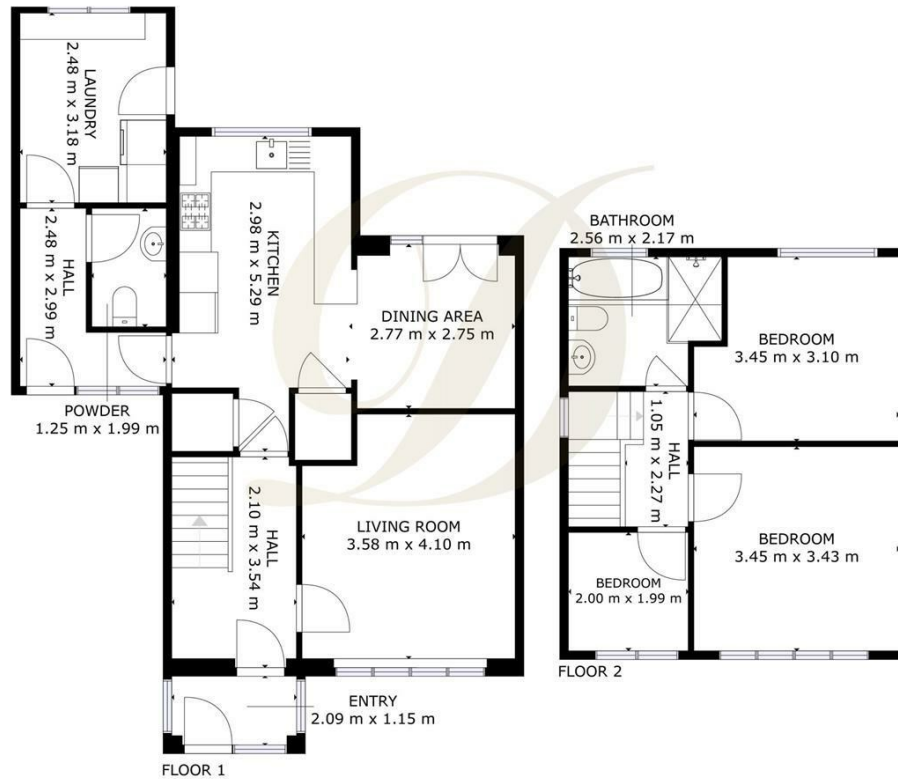 LAUNDRY
2.48 m x 3.18 m
HALL
2.48 m x 2.99 m
POWDER
1.25 m x 1.99 m
KITCHEN
2.98 m x 5.29 m
DINING AREA
2.77 m x 2.75 m
LIVING ROOM
3.58 m x 4.10 m
HALL
2.10 m x 3.54 m
ENTRY
2.09 m x 1.15 m
FLOOR 1
BATHROOM
2.56 m x 2.17 m
BEDROOM
3.45 m x 3.10 m
HALL
1.05 m x 2.27 m
BEDROOM
3.45 m x 3.43 m
BEDROOM
2.00 m x 1.99 m
FLOOR 2
D